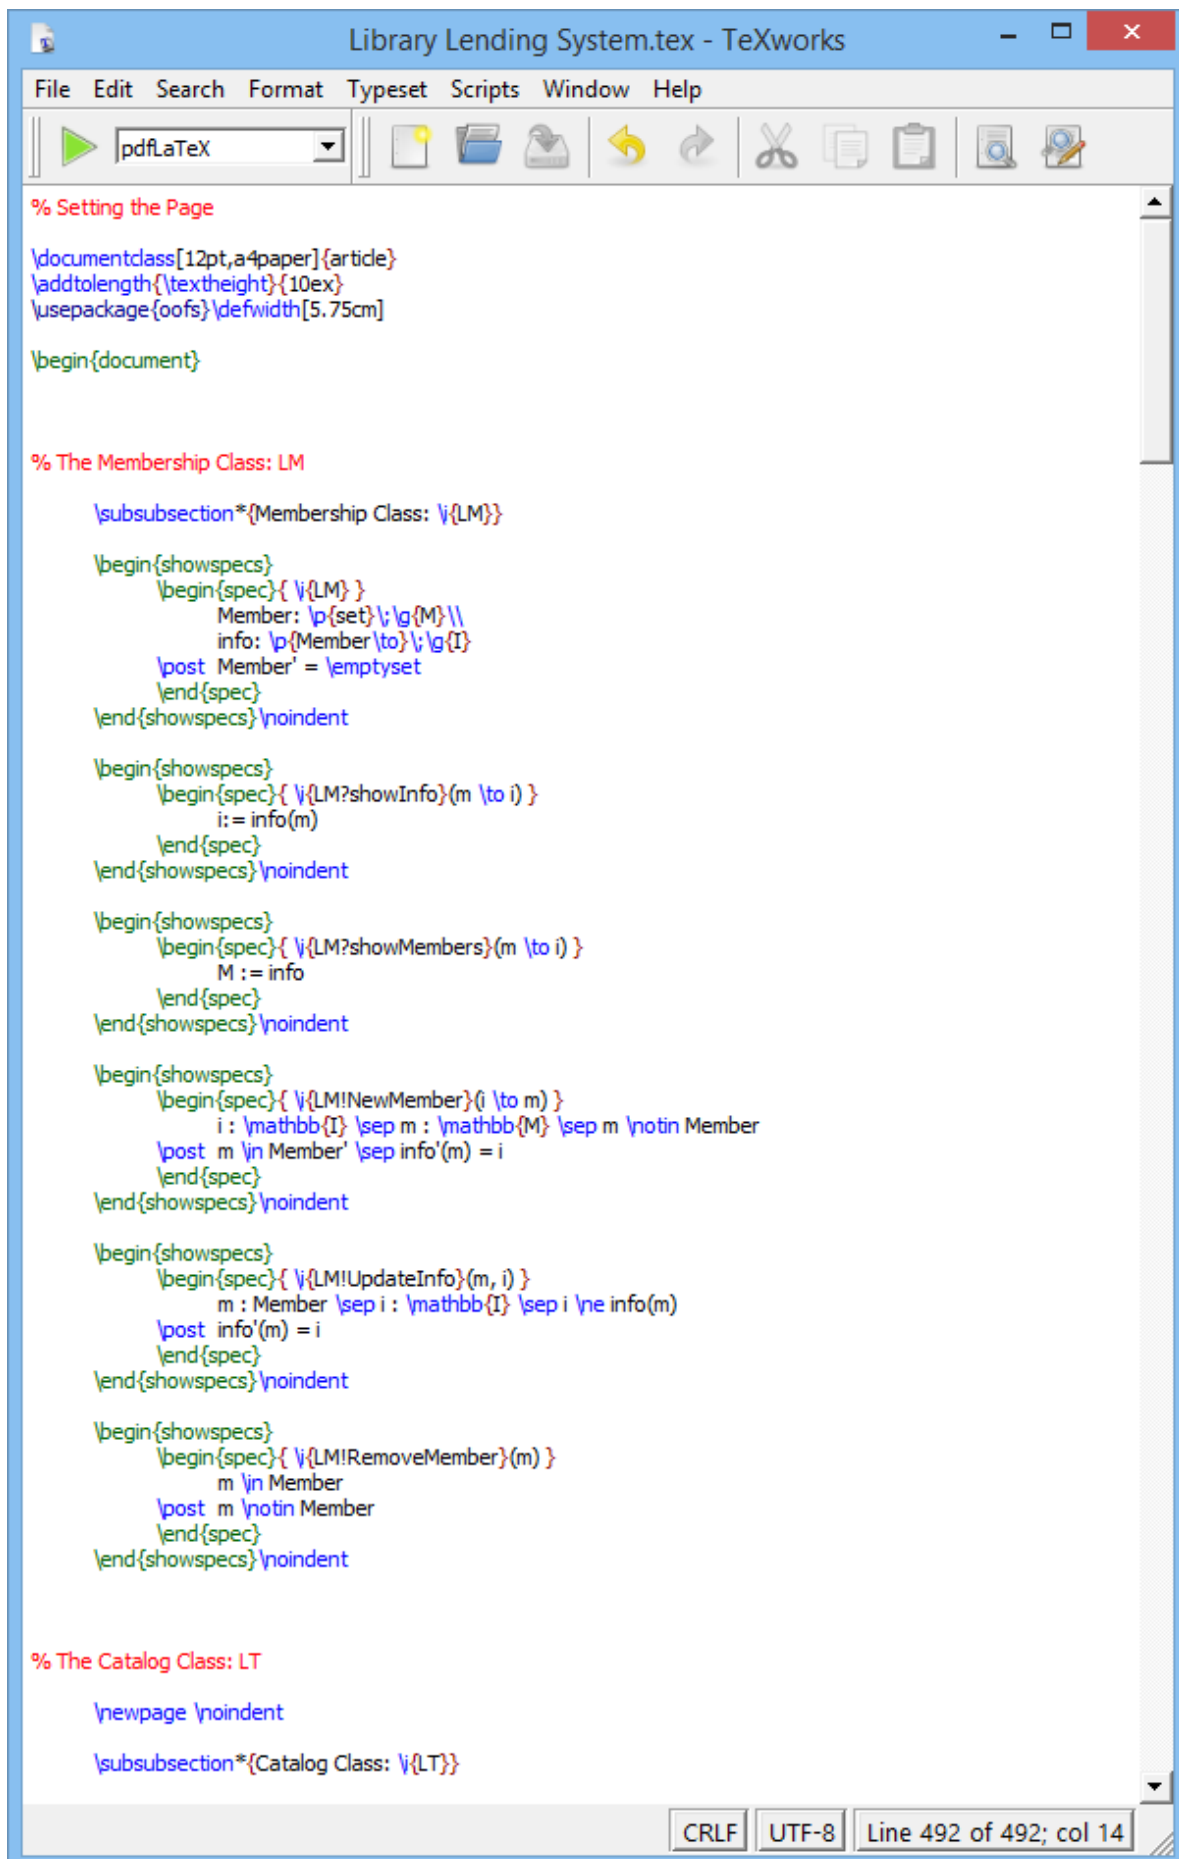 Library Lending System.tex - TeXworks
File Edit Search Format Typeset Scripts Window Help
pdfLaTeX
% Setting the Page
\documentclass[12pt,a4paper]{article}
\addtolength{\textheight}{10ex}
\usepackage{oofs}\defwidth[5.75cm]
\begin{document}
% The Membership Class: LM
\subsubsection*{Membership Class: \i{LM}}
\begin{showspecs}
\begin{spec}{ \i{LM} }
Member: \p{set}\;\g{M}\\
info: \p{Member\to}\;\g{I}
\post Member' = \emptyset
\end{spec}
\end{showspecs}\noindent
\begin{showspecs}
\begin{spec}{ \i{LM?showInfo}(m \to i) }
i:= info(m)
\end{spec}
\end{showspecs}\noindent
\begin{showspecs}
\begin{spec}{ \i{LM?showMembers}(m \to i) }
M := info
\end{spec}
\end{showspecs}\noindent
\begin{showspecs}
\begin{spec}{ \i{LM!NewMember}(i \to m) }
i : \mathbb{I} \sep m : \mathbb{M} \sep m \notin Member
\post m \in Member' \sep info'(m) = i
\end{spec}
\end{showspecs}\noindent
\begin{showspecs}
\begin{spec}{ \i{LM!UpdateInfo}(m, i) }
m : Member \sep i : \mathbb{I} \sep i \ne info(m)
\post info'(m) = i
\end{spec}
\end{showspecs}\noindent
\begin{showspecs}
\begin{spec}{ \i{LM!RemoveMember}(m) }
m \in Member
\post m \notin Member
\end{spec}
\end{showspecs}\noindent
% The Catalog Class: LT
\newpage \noindent
\subsubsection*{Catalog Class: \i{LT}}
CRLF UTF-8 Line 492 of 492; col 14